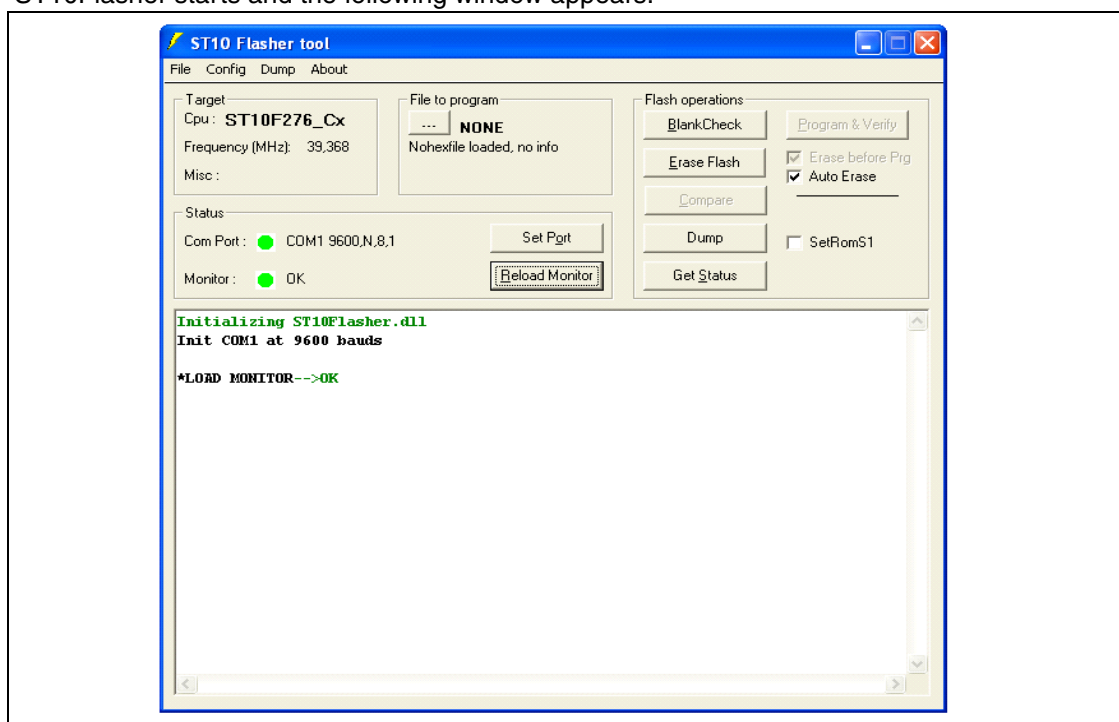 ST10Flasher starts and the following window appears.
ST10 Flasher tool
File Config Dump About
Target
Cpu : ST10F276_Cx
Frequency (MHz): 39,368
Misc :
File to program
... NONE
Nohexfile loaded, no info
Status
Com Port : COM1 9600,N,8,1
Set Port
Monitor : OK
Reload Monitor
Flash operations
BlankCheck
Program & Verify
Erase Flash
Erase before Prg
Auto Erase
Compare
Dump
SetRomS1
Get Status
Initializing ST10Flasher.dll
Init COM1 at 9600 bauds
*LOAD MONITOR-->OK